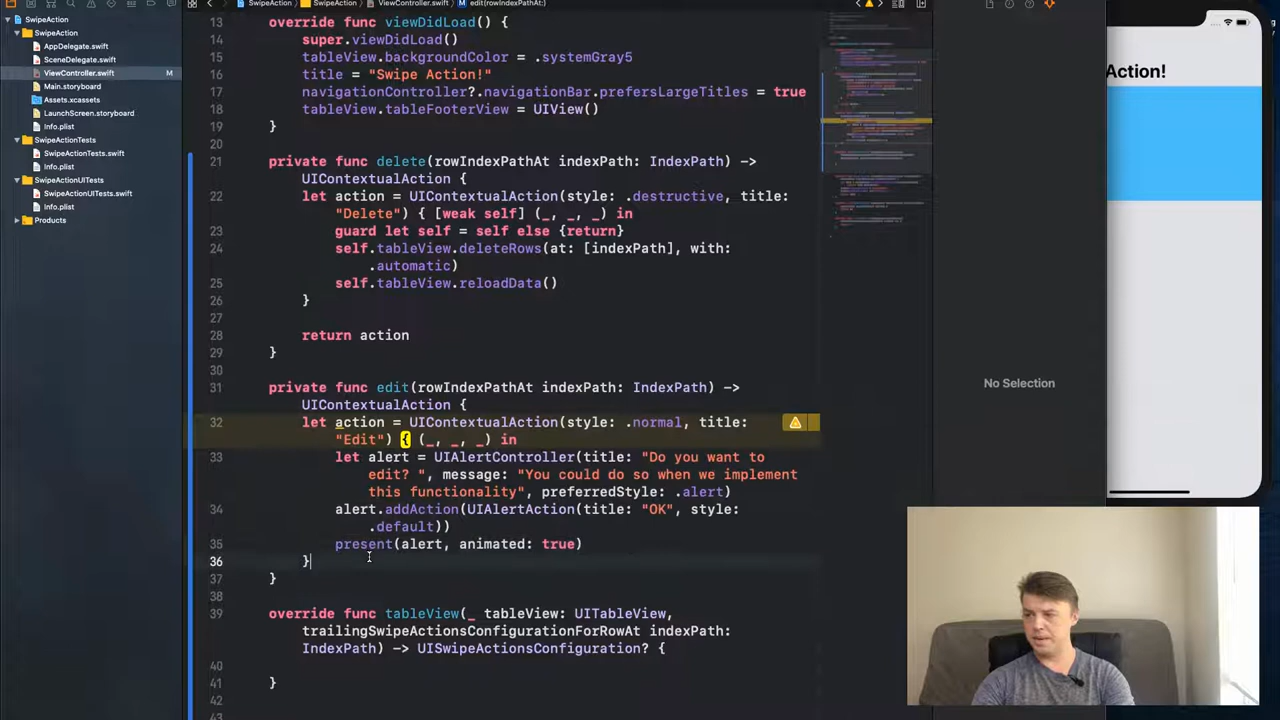 SwipeAction
SwipeAction
ViewController.swift
edit(rowIndexPathAt:)
SwipeAction
SwipeAction
AppDelegate.swift
SceneDelegate.swift
ViewController.swift M
Main.storyboard
Assets.xcassets
LaunchScreen.storyboard
Info.plist
SwipeActionTests
SwipeActionTests.swift
Info.plist
SwipeActionUITests
SwipeActionUITests.swift
Info.plist
Products
13 override func viewDidLoad() {
14 super.viewDidLoad()
15 tableView.backgroundColor = .systemGray5
16 title = "Swipe Action!"
17 navigationController?.navigationBar.prefersLargeTitles = true
18 tableView.tableFooterView = UIView()
19 }
20
21 private func delete(rowIndexPathAt indexPath: IndexPath) ->
UIContextualAction {
22 let action = UIContextualAction(style: .destructive, title:
"Delete") { [weak self] (_, _, _) in
23 guard let self = self else {return}
24 self.tableView.deleteRows(at: [indexPath], with:
.automatic)
25 self.tableView.reloadData()
26 }
27
28 return action
29 }
30
31 private func edit(rowIndexPathAt indexPath: IndexPath) ->
UIContextualAction {
32 let action = UIContextualAction(style: .normal, title:
"Edit") { (_, _, _) in
33 let alert = UIAlertController(title: "Do you want to
edit? ", message: "You could do so when we implement
this functionality", preferredStyle: .alert)
34 alert.addAction(UIAlertAction(title: "OK", style:
.default))
35 present(alert, animated: true)
36 }
37 }
38
39 override func tableView(_ tableView: UITableView,
trailingSwipeActionsConfigurationForRowAt indexPath:
IndexPath) -> UISwipeActionsConfiguration? {
40
41 }
42
43
No Selection
Action!